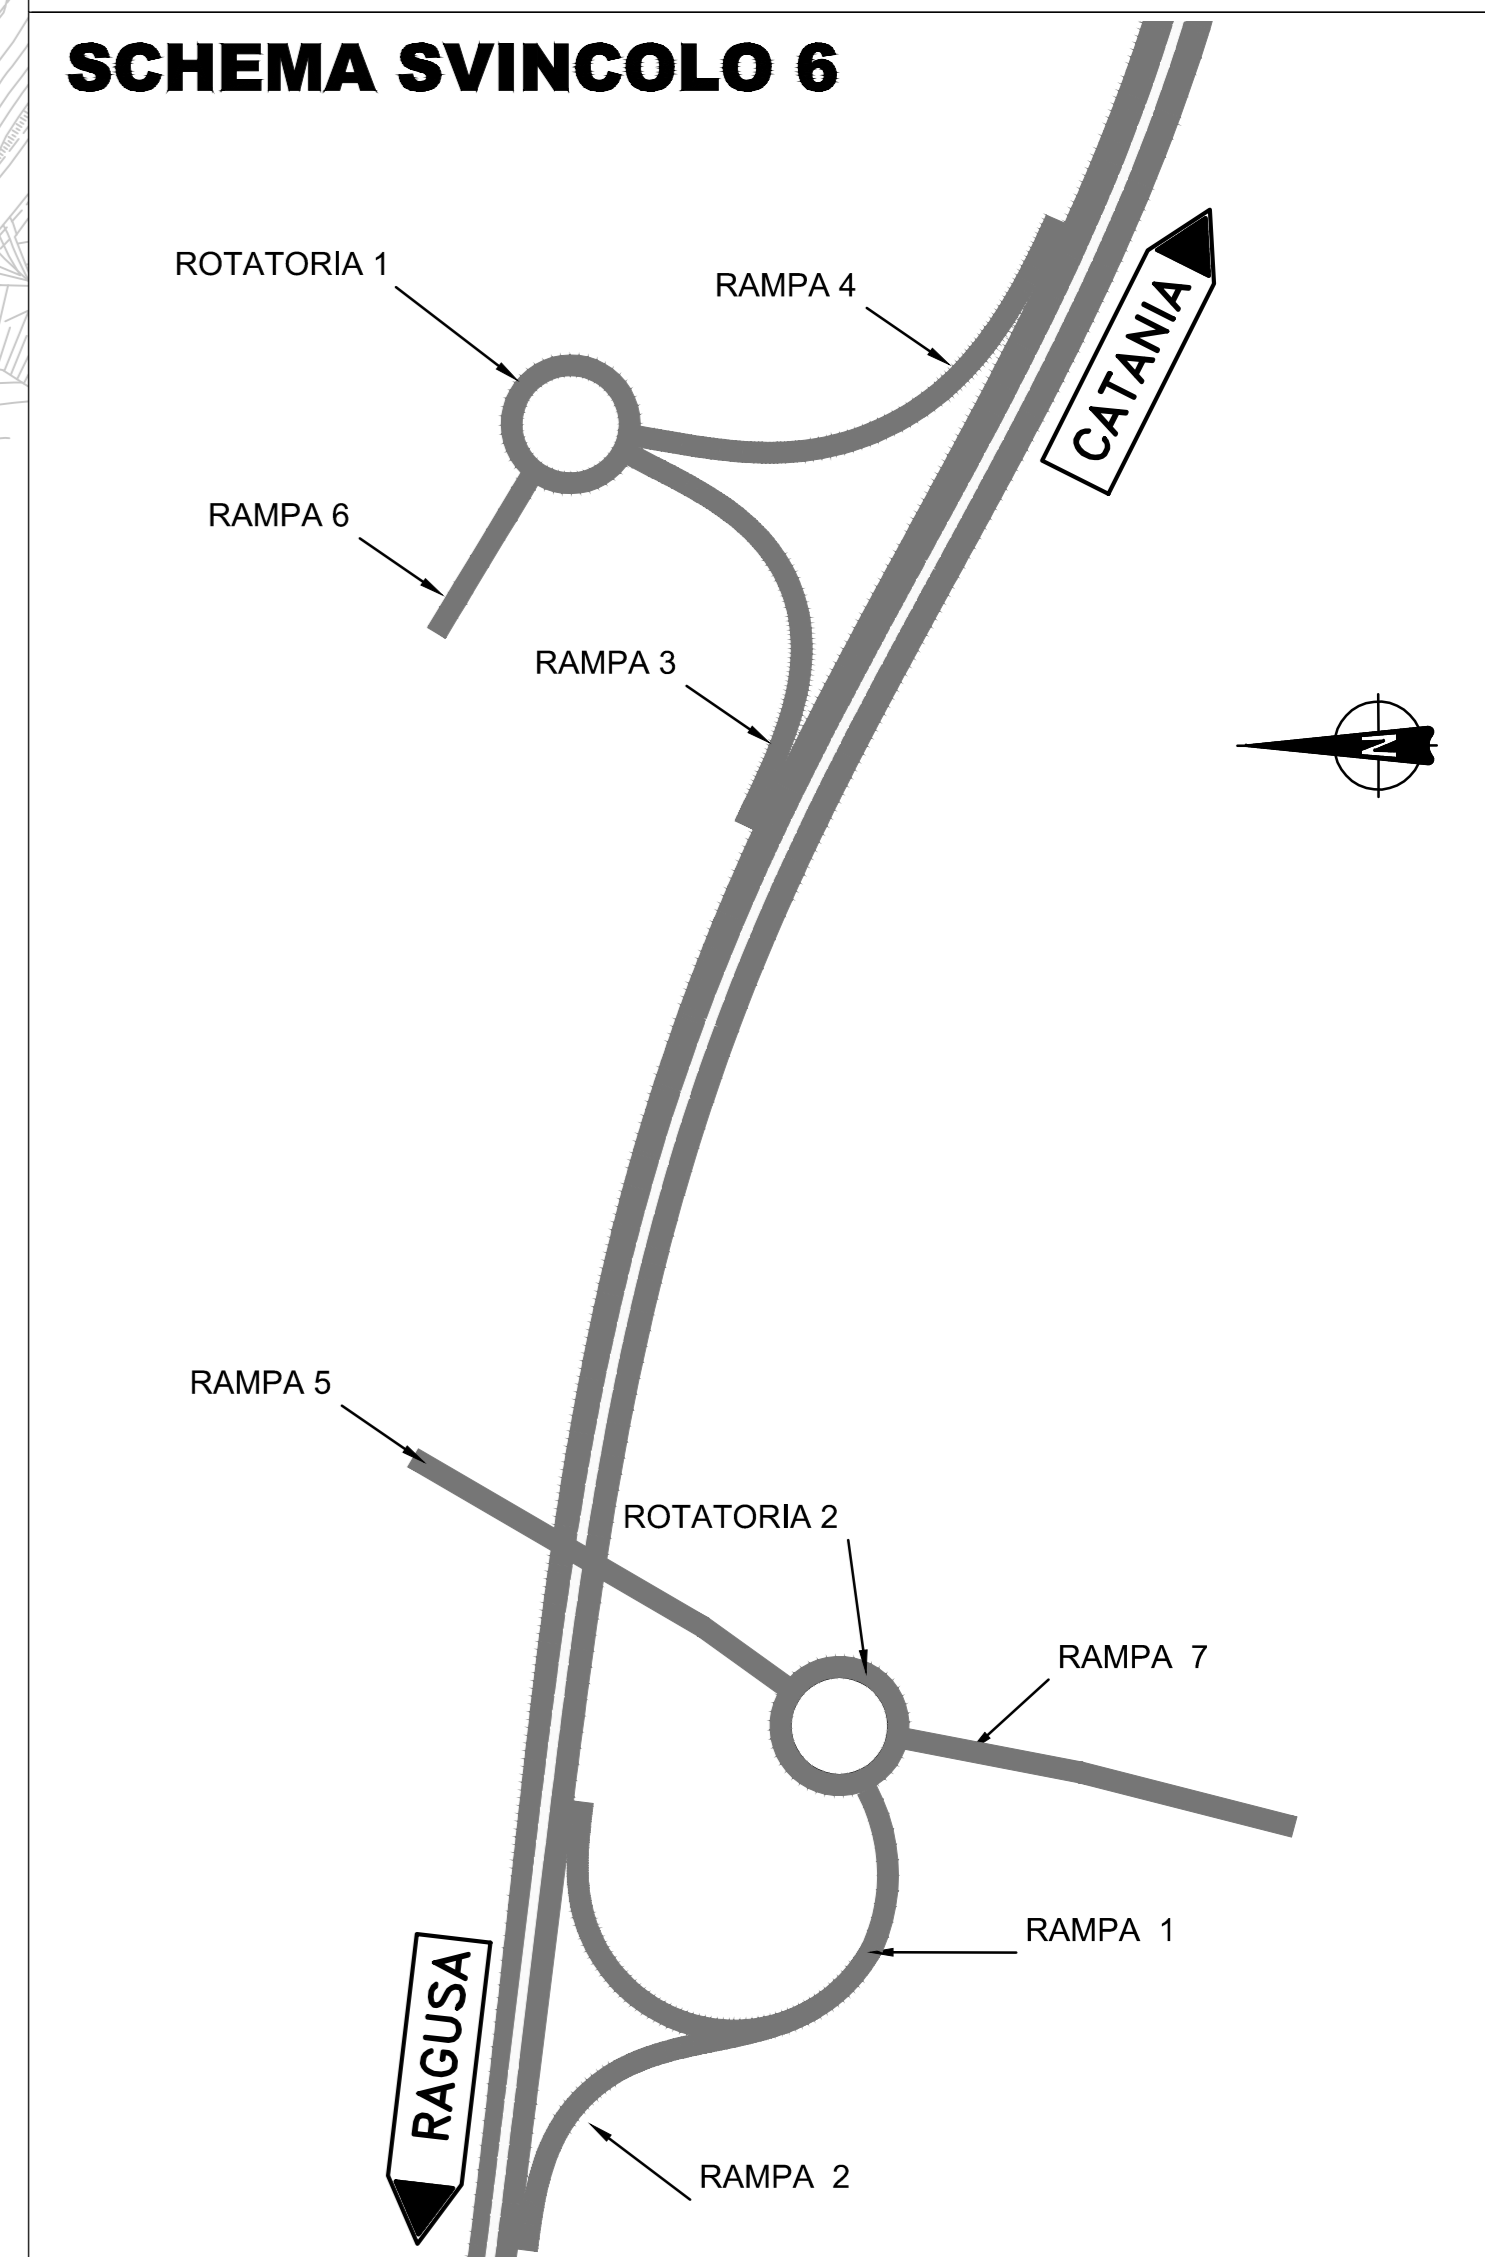 SCHEMA SVINCOLO 6
ROTATORIA 1
RAMPA 4
CATANIA
RAMPA 6
RAMPA 3
N
RAMPA 5
ROTATORIA 2
RAMPA 7
RAMPA 1
RAGUSA
RAMPA 2